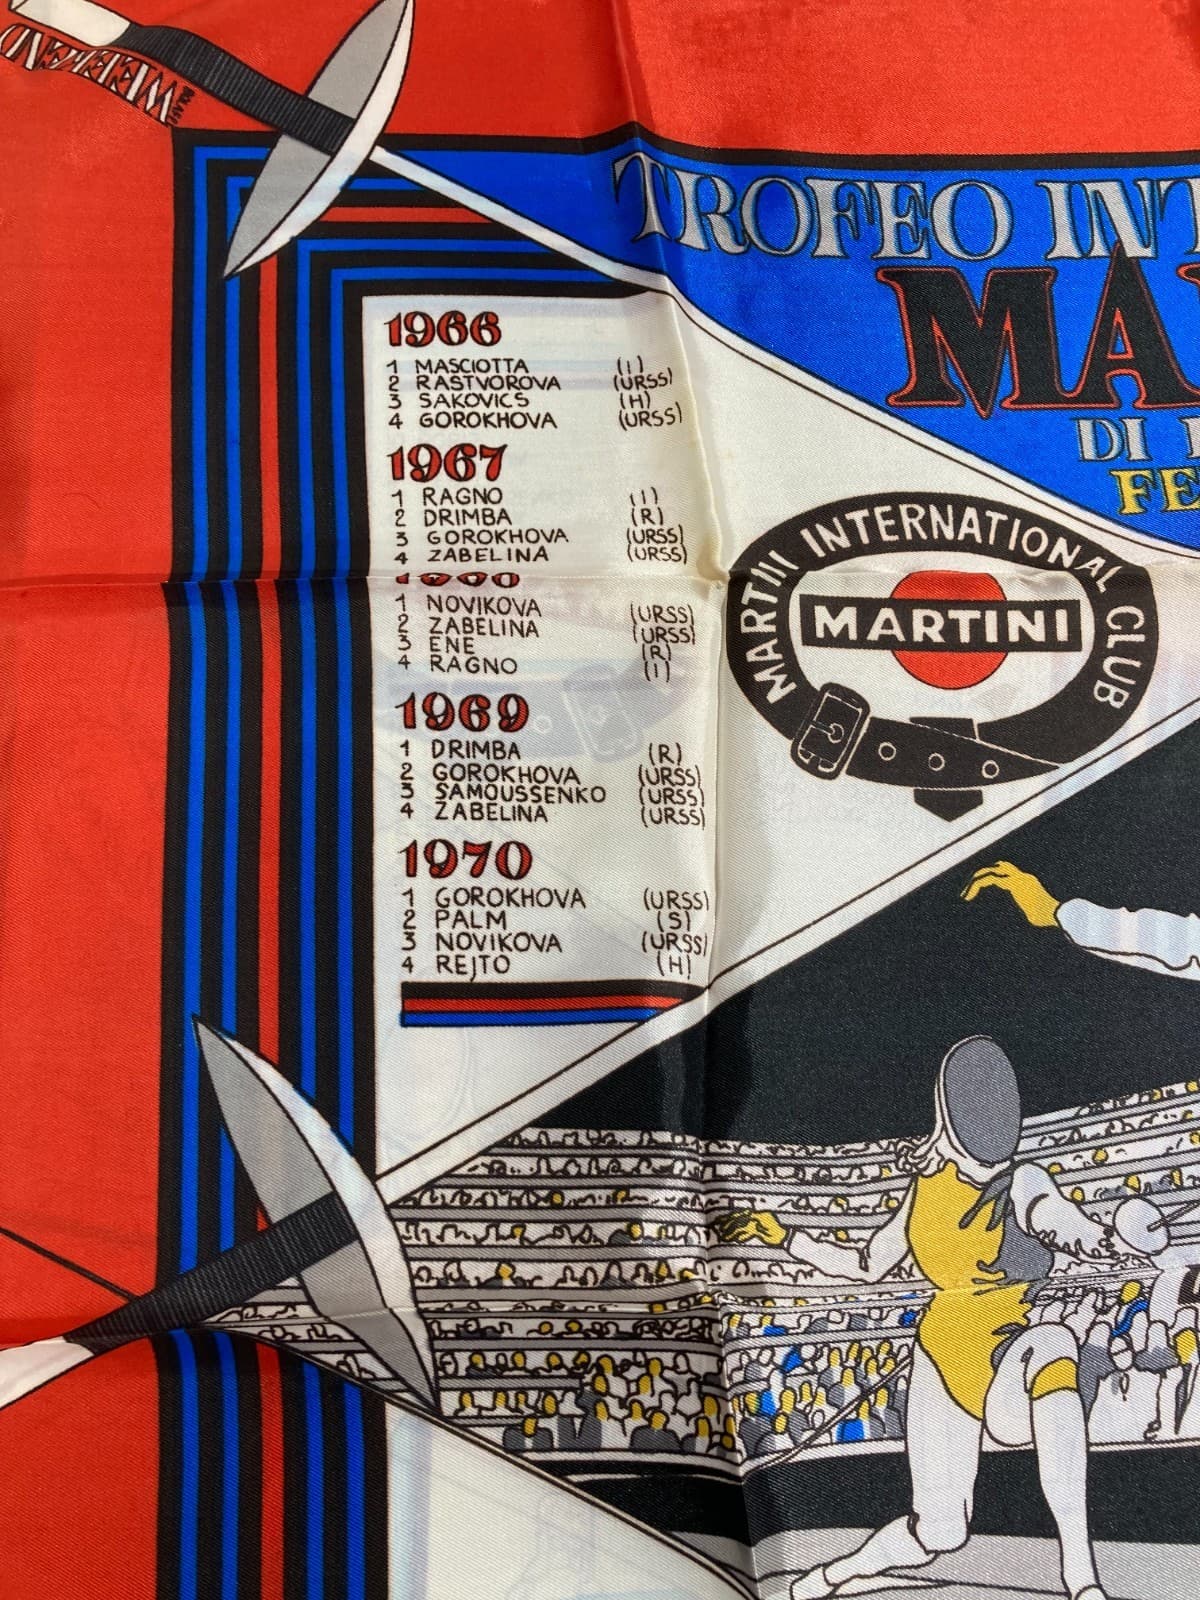 WEEKEND
TROFEO INT
MA
DI
FE
1966
1 MASCIOTTA (I)
2 RASTVOROVA (URSS)
3 SAKOVICS (H)
4 GOROKHOVA (URSS)
1967
1 RAGNO (I)
2 DRIMBA (R)
3 GOROKHOVA (URSS)
4 ZABELINA (URSS)
1968
1 NOVIKOVA (URSS)
2 ZABELINA (URSS)
3 ENE (R)
4 RAGNO (I)
1969
1 DRIMBA (R)
2 GOROKHOVA (URSS)
3 SAMOUSSENKO (URSS)
4 ZABELINA (URSS)
1970
1 GOROKHOVA (URSS)
2 PALM (S)
3 NOVIKOVA (URSS)
4 REJTO (H)
MARTINI INTERNATIONAL CLUB
MARTINI